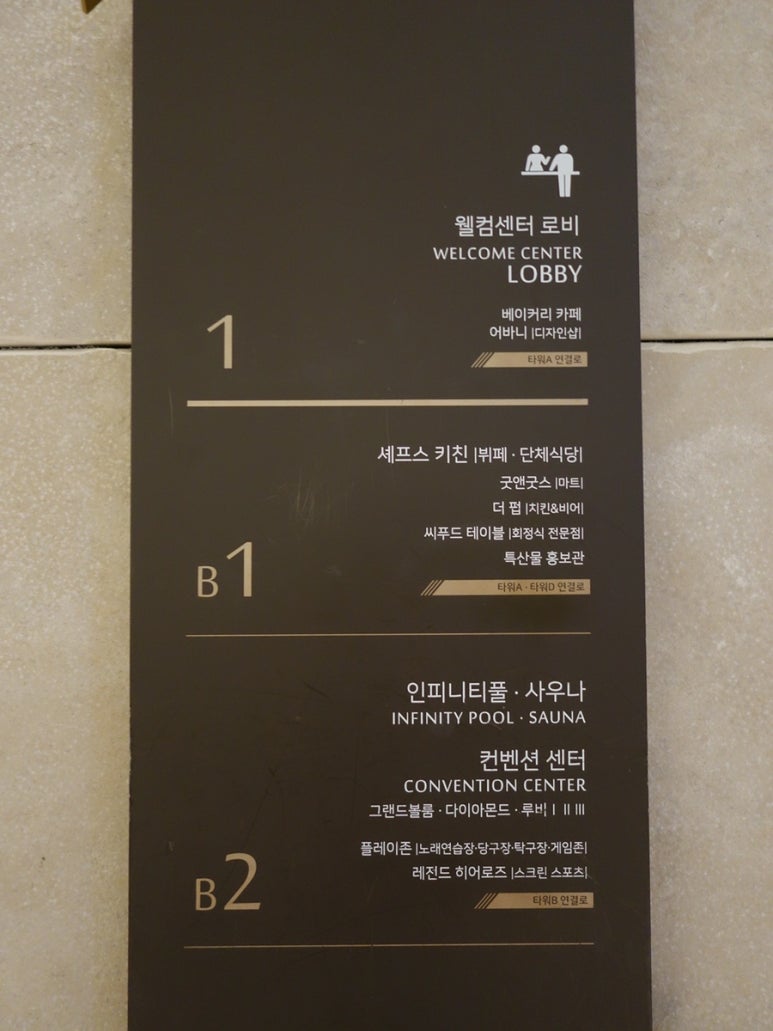 웰컴센터 로비
WELCOME CENTER
LOBBY
베이커리 카페
어바니 |디자인샵|
타워A 연결로
1
셰프스 키친 |뷔페 · 단체식당|
굿앤굿스 |마트|
더 펍 |치킨&비어|
씨푸드 테이블 |회정식 전문점|
특산물 홍보관
타워A · 타워D 연결로
B1
인피니티풀 · 사우나
INFINITY POOL · SAUNA
컨벤션 센터
CONVENTION CENTER
그랜드볼룸 · 다이아몬드 · 루비 I II III
플레이존 |노래연습장·당구장·탁구장·게임존|
레전드 히어로즈 |스크린 스포츠|
타워B 연결로
B2